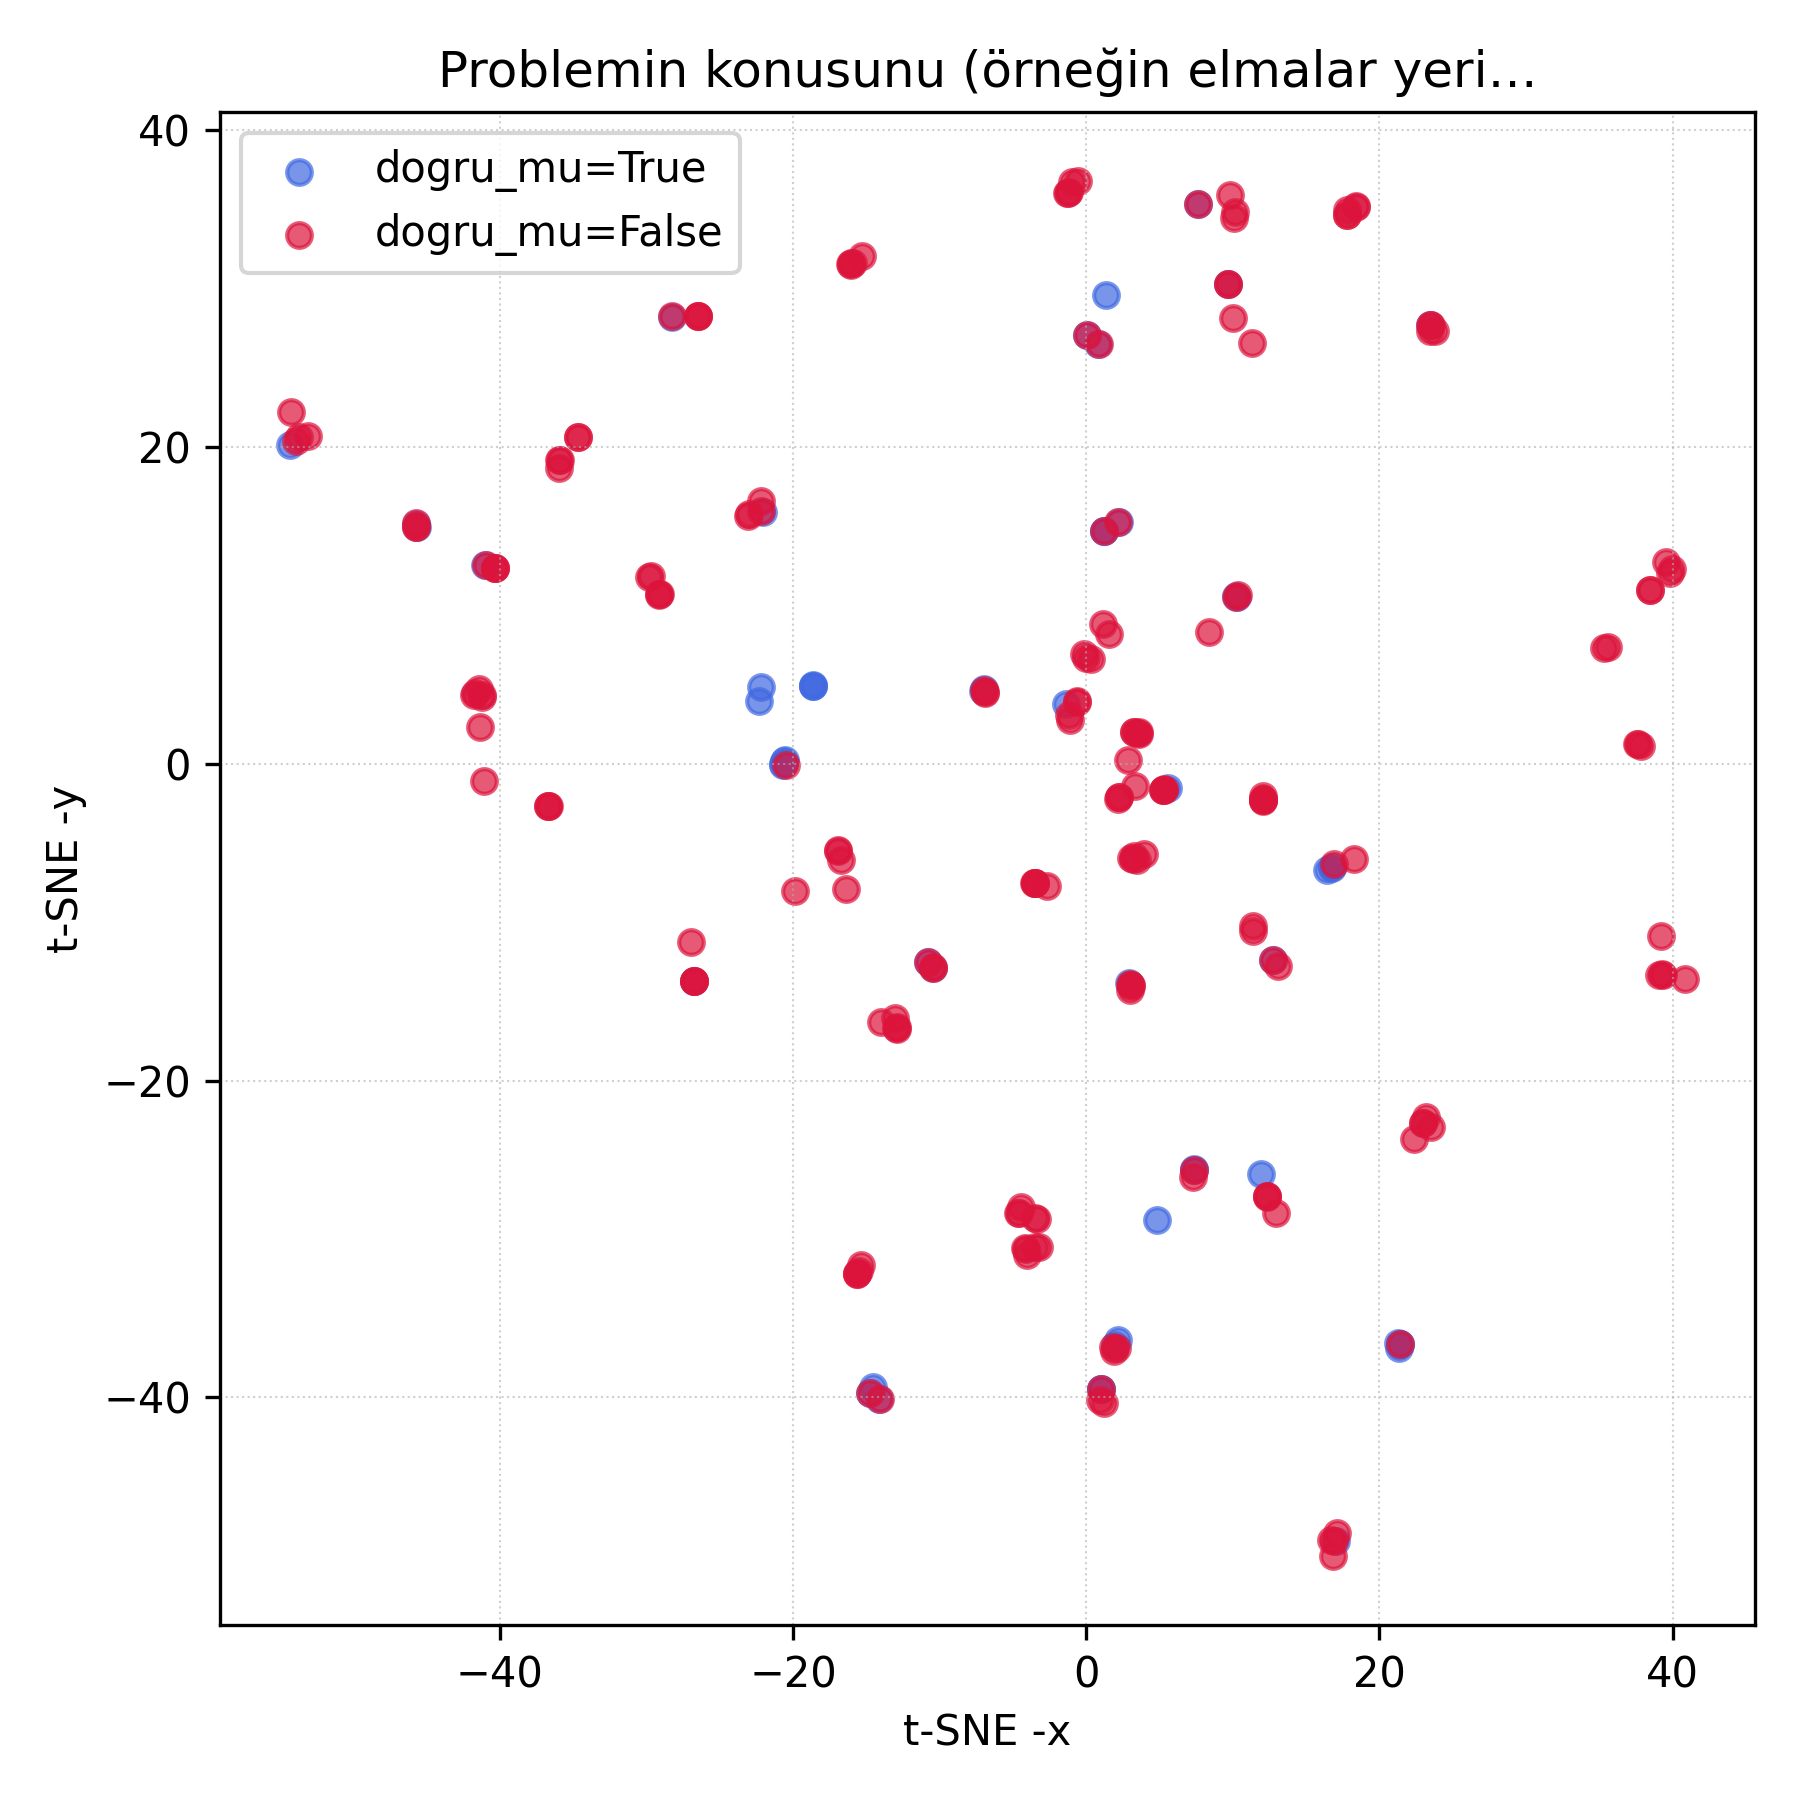 Problemin konusunu (örneğin elmalar yeri...
dogru_mu=True
dogru_mu=False
40
20
0
−20
−40
t-SNE -y
−40
−20
0
20
40
t-SNE -x